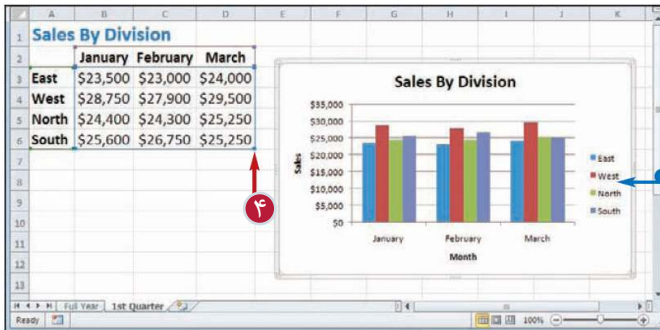 A B C D E F G H I J K
1 Sales By Division
2 January February March
3 East $23,500 $23,000 $24,000
4 West $28,750 $27,900 $29,500
5 North $24,400 $24,300 $25,250
6 South $25,600 $26,750 $25,250
7
8
9
10
11
12
13
Sales By Division
$35,000
$30,000
$25,000
$20,000
$15,000
$10,000
$5,000
$0
Sales
January February March
Month
East
West
North
South
۴
Full Year 1st Quarter
Ready 100%